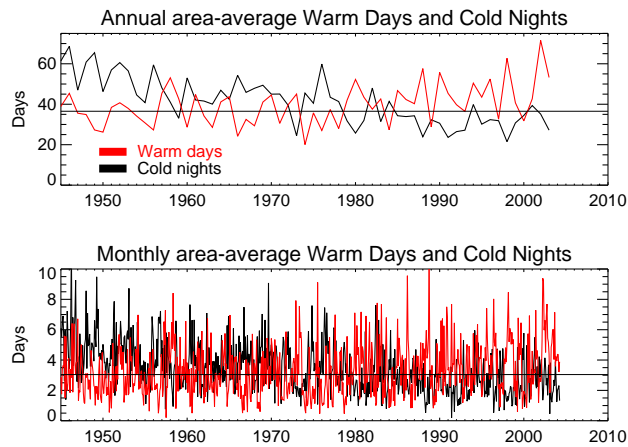 Annual area-average Warm Days and Cold Nights
60
40
20
0
Days
Warm days
Cold nights
1950 1960 1970 1980 1990 2000 2010
Monthly area-average Warm Days and Cold Nights
10
8
6
4
2
0
Days
1950 1960 1970 1980 1990 2000 2010